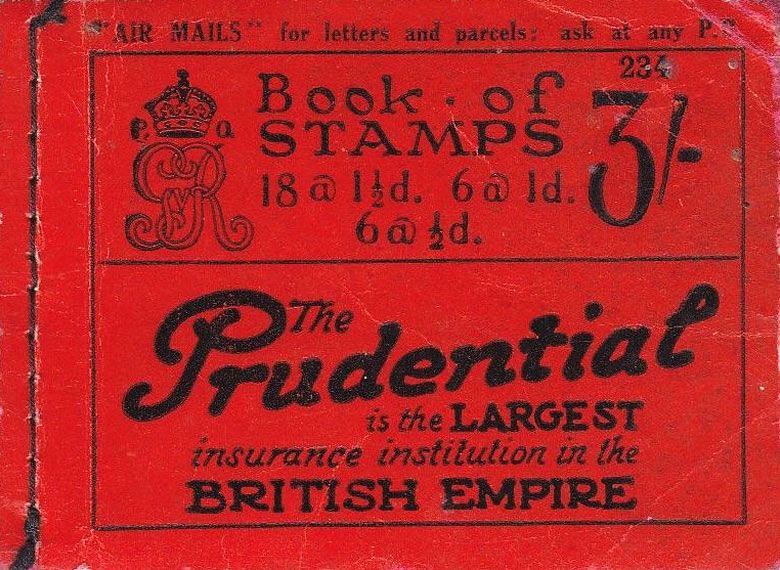 "AIR MAILS" for letters and parcels: ask at any P.O
234
Book · of
STAMPS
3/-
18 @ 1½d. 6 @ 1d.
6 @ ½d.
The
Prudential
is the LARGEST
insurance institution in the
BRITISH EMPIRE